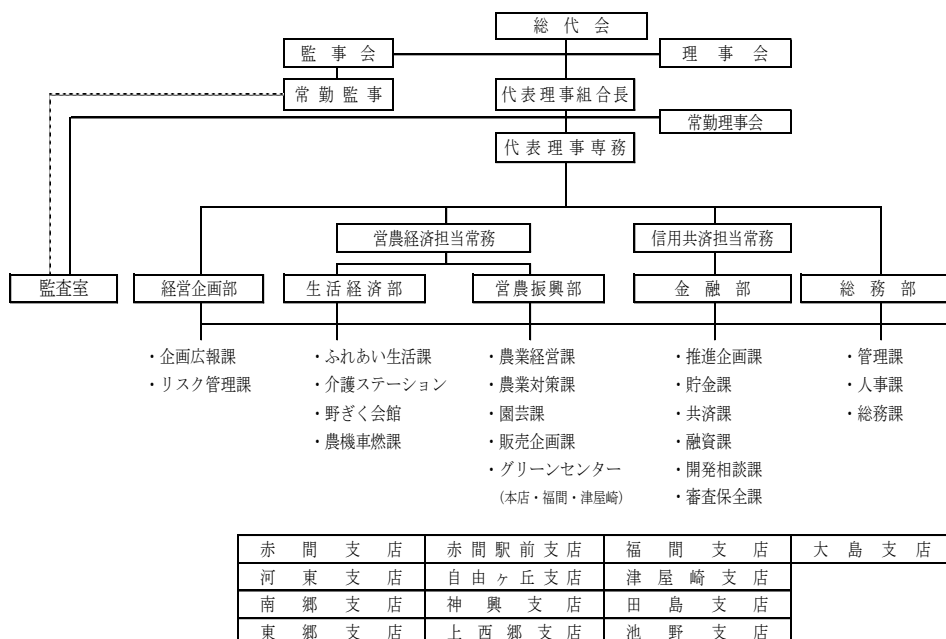 総代会
監事会
理事会
常勤監事
代表理事組合長
常勤理事会
代表理事専務
営農経済担当常務
信用共済担当常務
監査室
経営企画部
生活経済部
営農振興部
金融部
総務部
・企画広報課
・リスク管理課
・ふれあい生活課
・介護ステーション
・野ぎく会館
・農機車燃課
・農業経営課
・農業対策課
・園芸課
・販売企画課
・グリーンセンター
(本店・福間・津屋崎)
・推進企画課
・貯金課
・共済課
・融資課
・開発相談課
・審査保全課
・管理課
・人事課
・総務課
赤間支店 赤間駅前支店 福間支店 大島支店
河東支店 自由ヶ丘支店 津屋崎支店
南郷支店 神興支店 田島支店
東郷支店 上西郷支店 池野支店